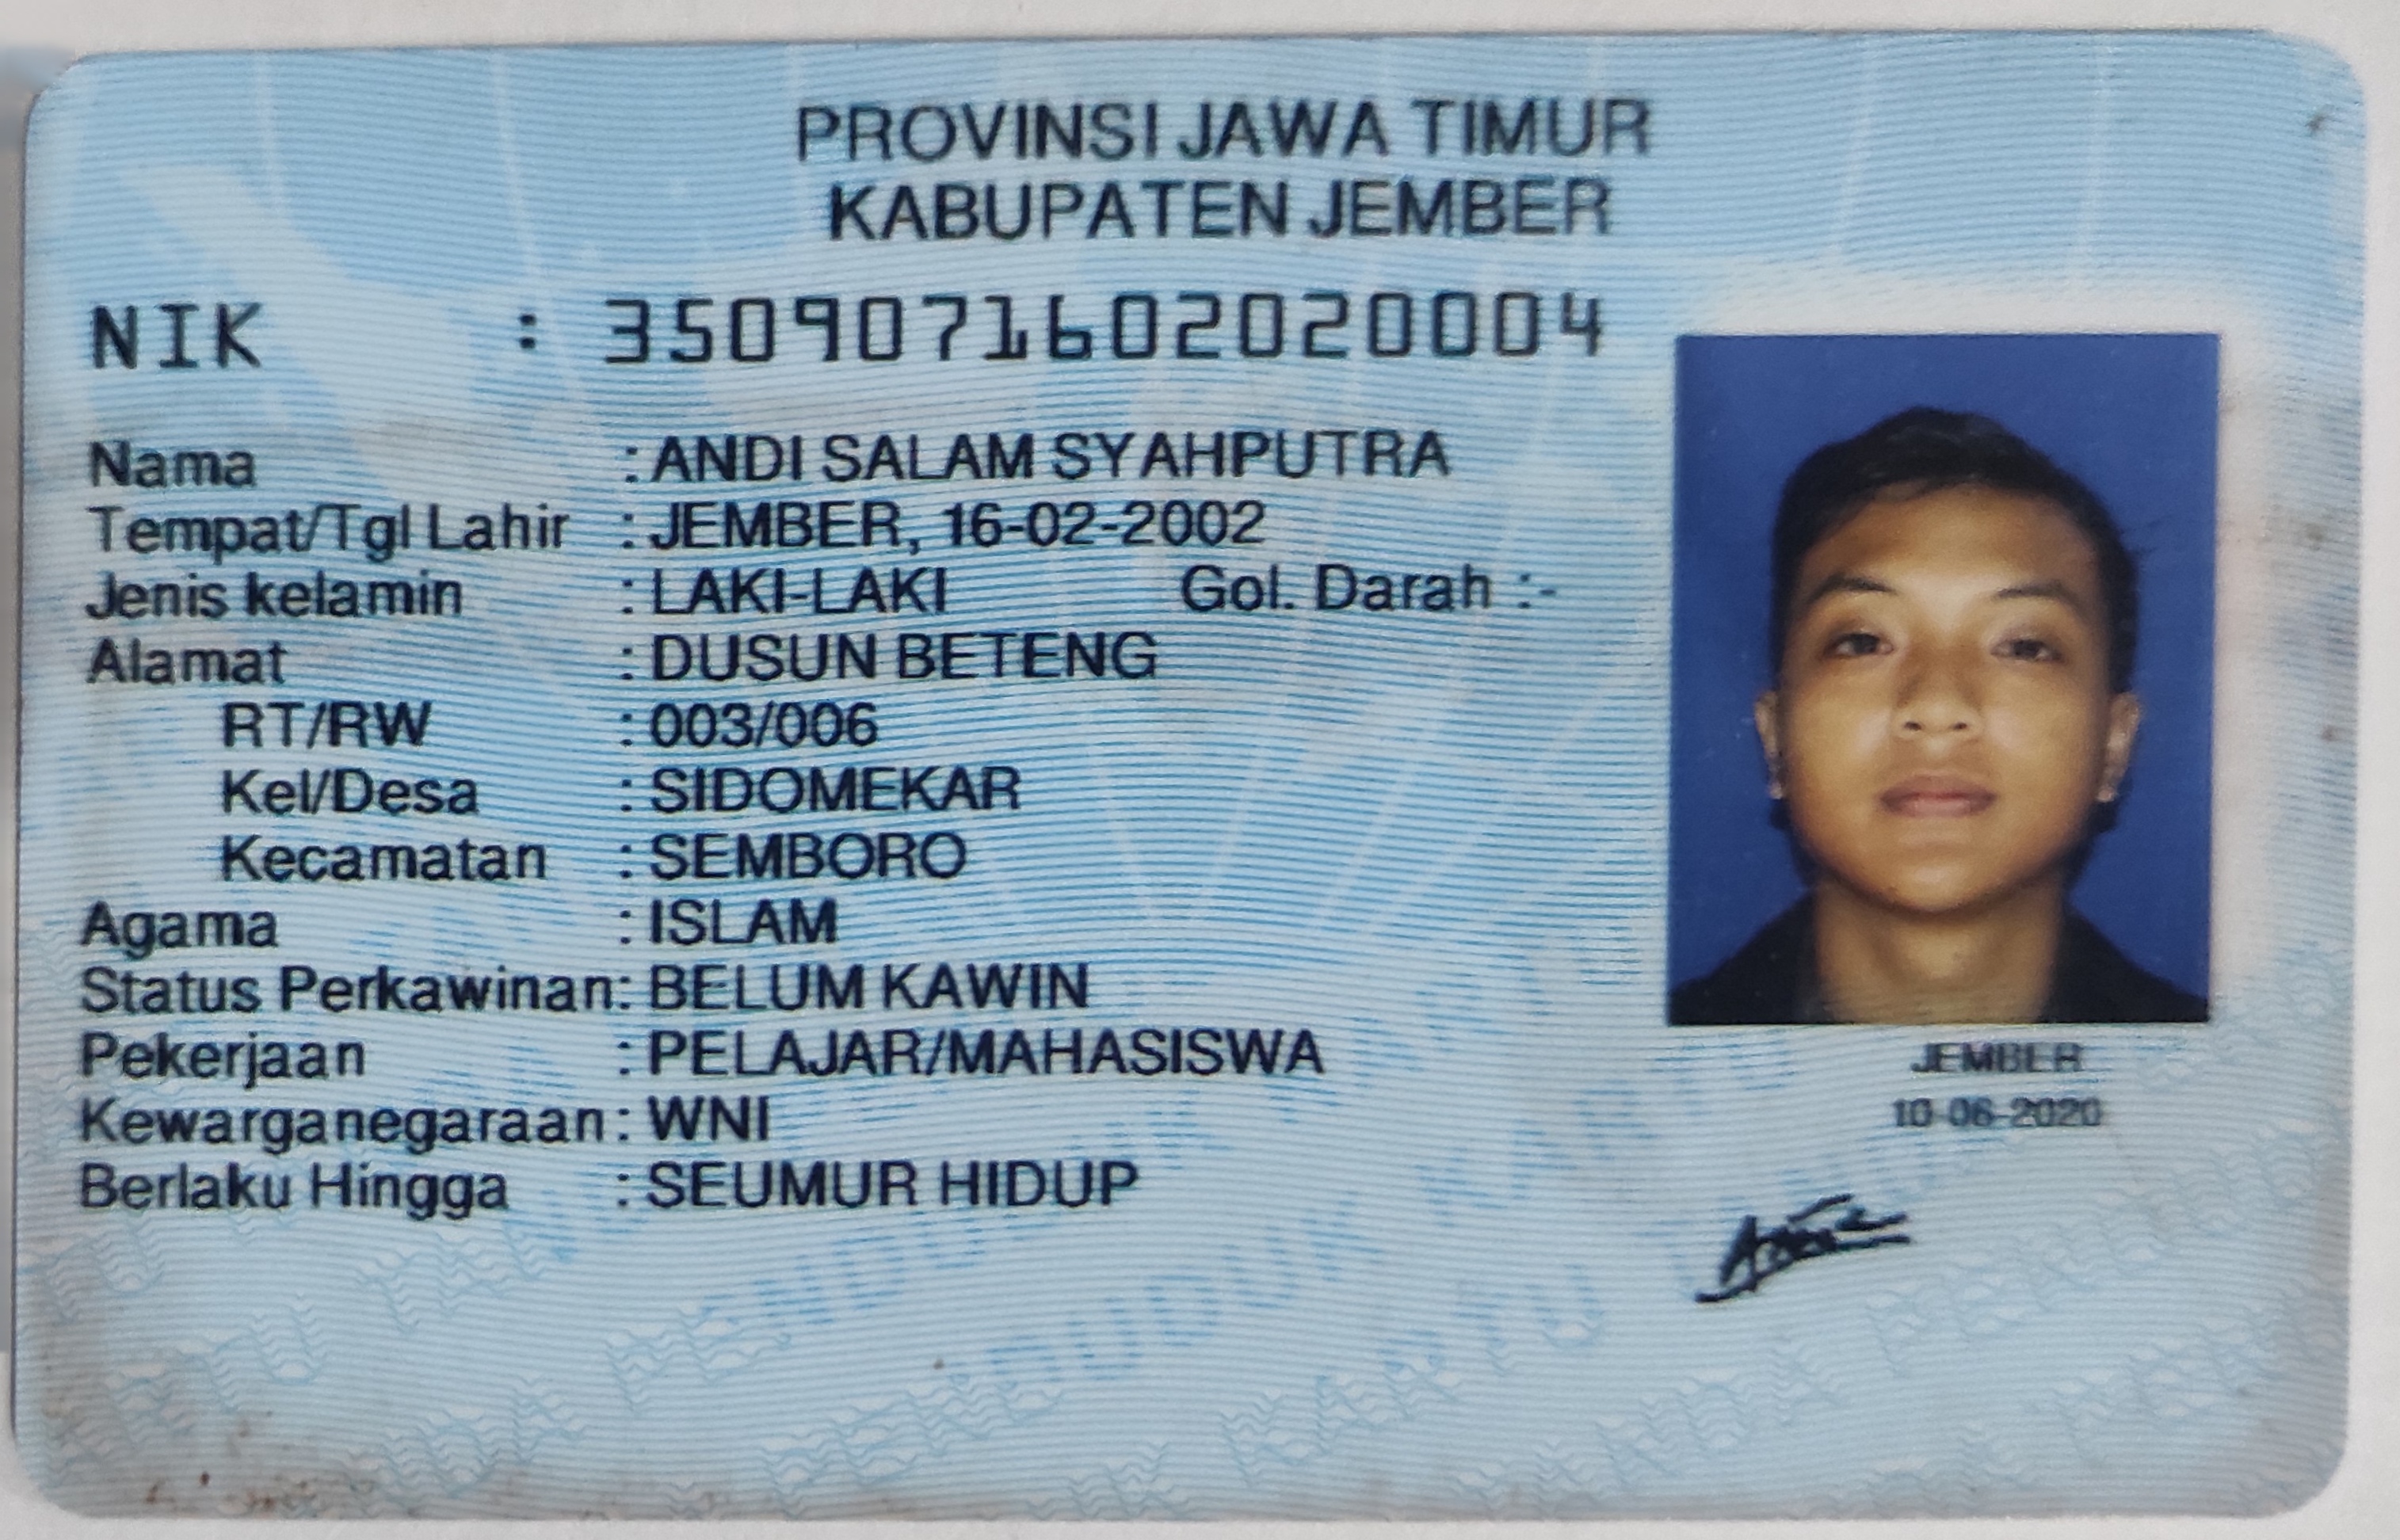 PROVINSI JAWA TIMUR
KABUPATEN JEMBER
NIK : 3509071602020004
Nama : ANDI SALAM SYAHPUTRA
Tempat/Tgl Lahir : JEMBER, 16-02-2002
Jenis kelamin : LAKI-LAKI Gol. Darah :-
Alamat : DUSUN BETENG
RT/RW : 003/006
Kel/Desa : SIDOMEKAR
Kecamatan : SEMBORO
Agama : ISLAM
Status Perkawinan: BELUM KAWIN
Pekerjaan : PELAJAR/MAHASISWA
Kewarganegaraan: WNI
Berlaku Hingga : SEUMUR HIDUP
JEMBER
10-06-2020